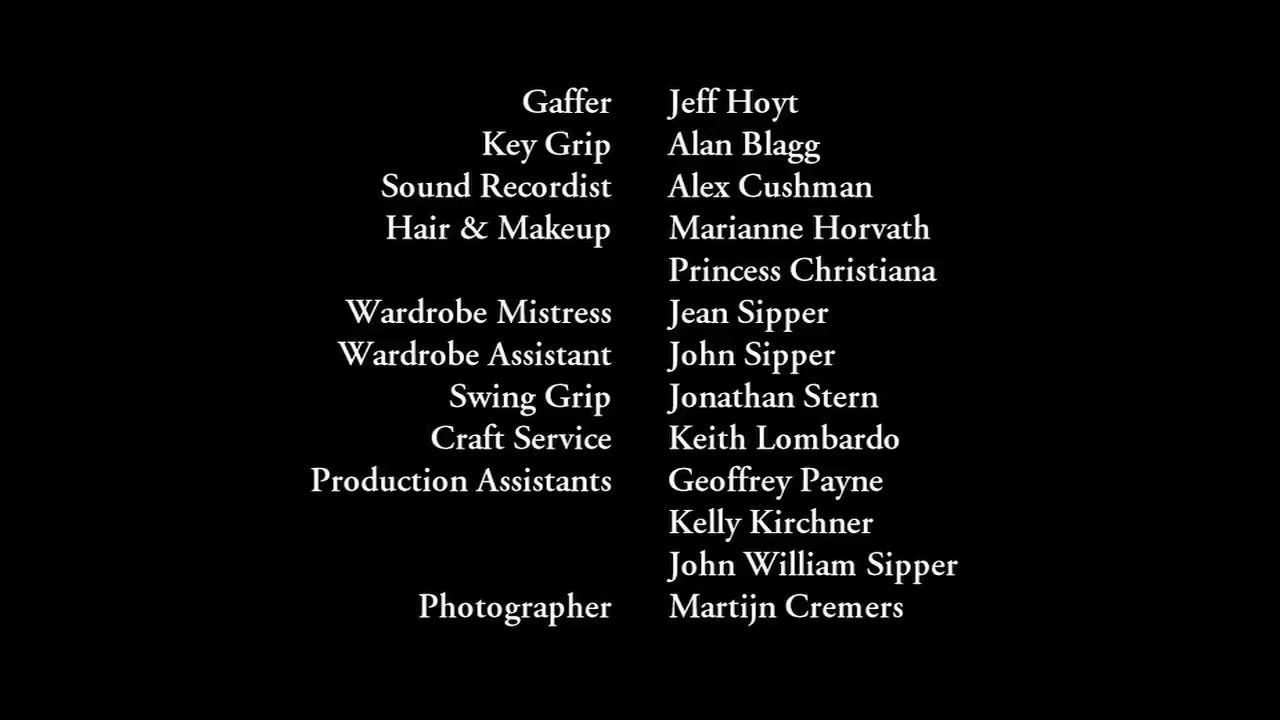 Gaffer Jeff Hoyt
Key Grip Alan Blagg
Sound Recordist Alex Cushman
Hair & Makeup Marianne Horvath
Princess Christiana
Wardrobe Mistress Jean Sipper
Wardrobe Assistant John Sipper
Swing Grip Jonathan Stern
Craft Service Keith Lombardo
Production Assistants Geoffrey Payne
Kelly Kirchner
John William Sipper
Photographer Martijn Cremers